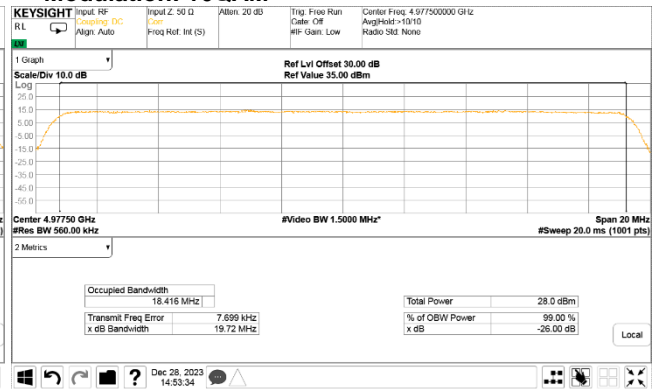 KEYSIGHT Input: RF Input Z: 50 Ω Atten: 20 dB Trig: Free Run Center Freq: 4.977500000 GHz
RL Coupling: DC Corr Gate: Off Avg|Hold:>10/10
Align: Auto Freq Ref: Int (S) #IF Gain: Low Radio Std: None
1 Graph
Ref Lvl Offset 30.00 dB
Scale/Div 10.0 dB Ref Value 35.00 dBm
Log
25.0
15.0
5.00
-5.00
-15.0
-25.0
-35.0
-45.0
-55.0
Center 4.97750 GHz #Video BW 1.5000 MHz* Span 20 MHz
#Res BW 560.00 kHz #Sweep 20.0 ms (1001 pts)
2 Metrics
Occupied Bandwidth
18.416 MHz Total Power 28.0 dBm
Transmit Freq Error 7.699 kHz % of OBW Power 99.00 %
x dB Bandwidth 19.72 MHz x dB -26.00 dB
Local
? Dec 28, 2023
14:53:34